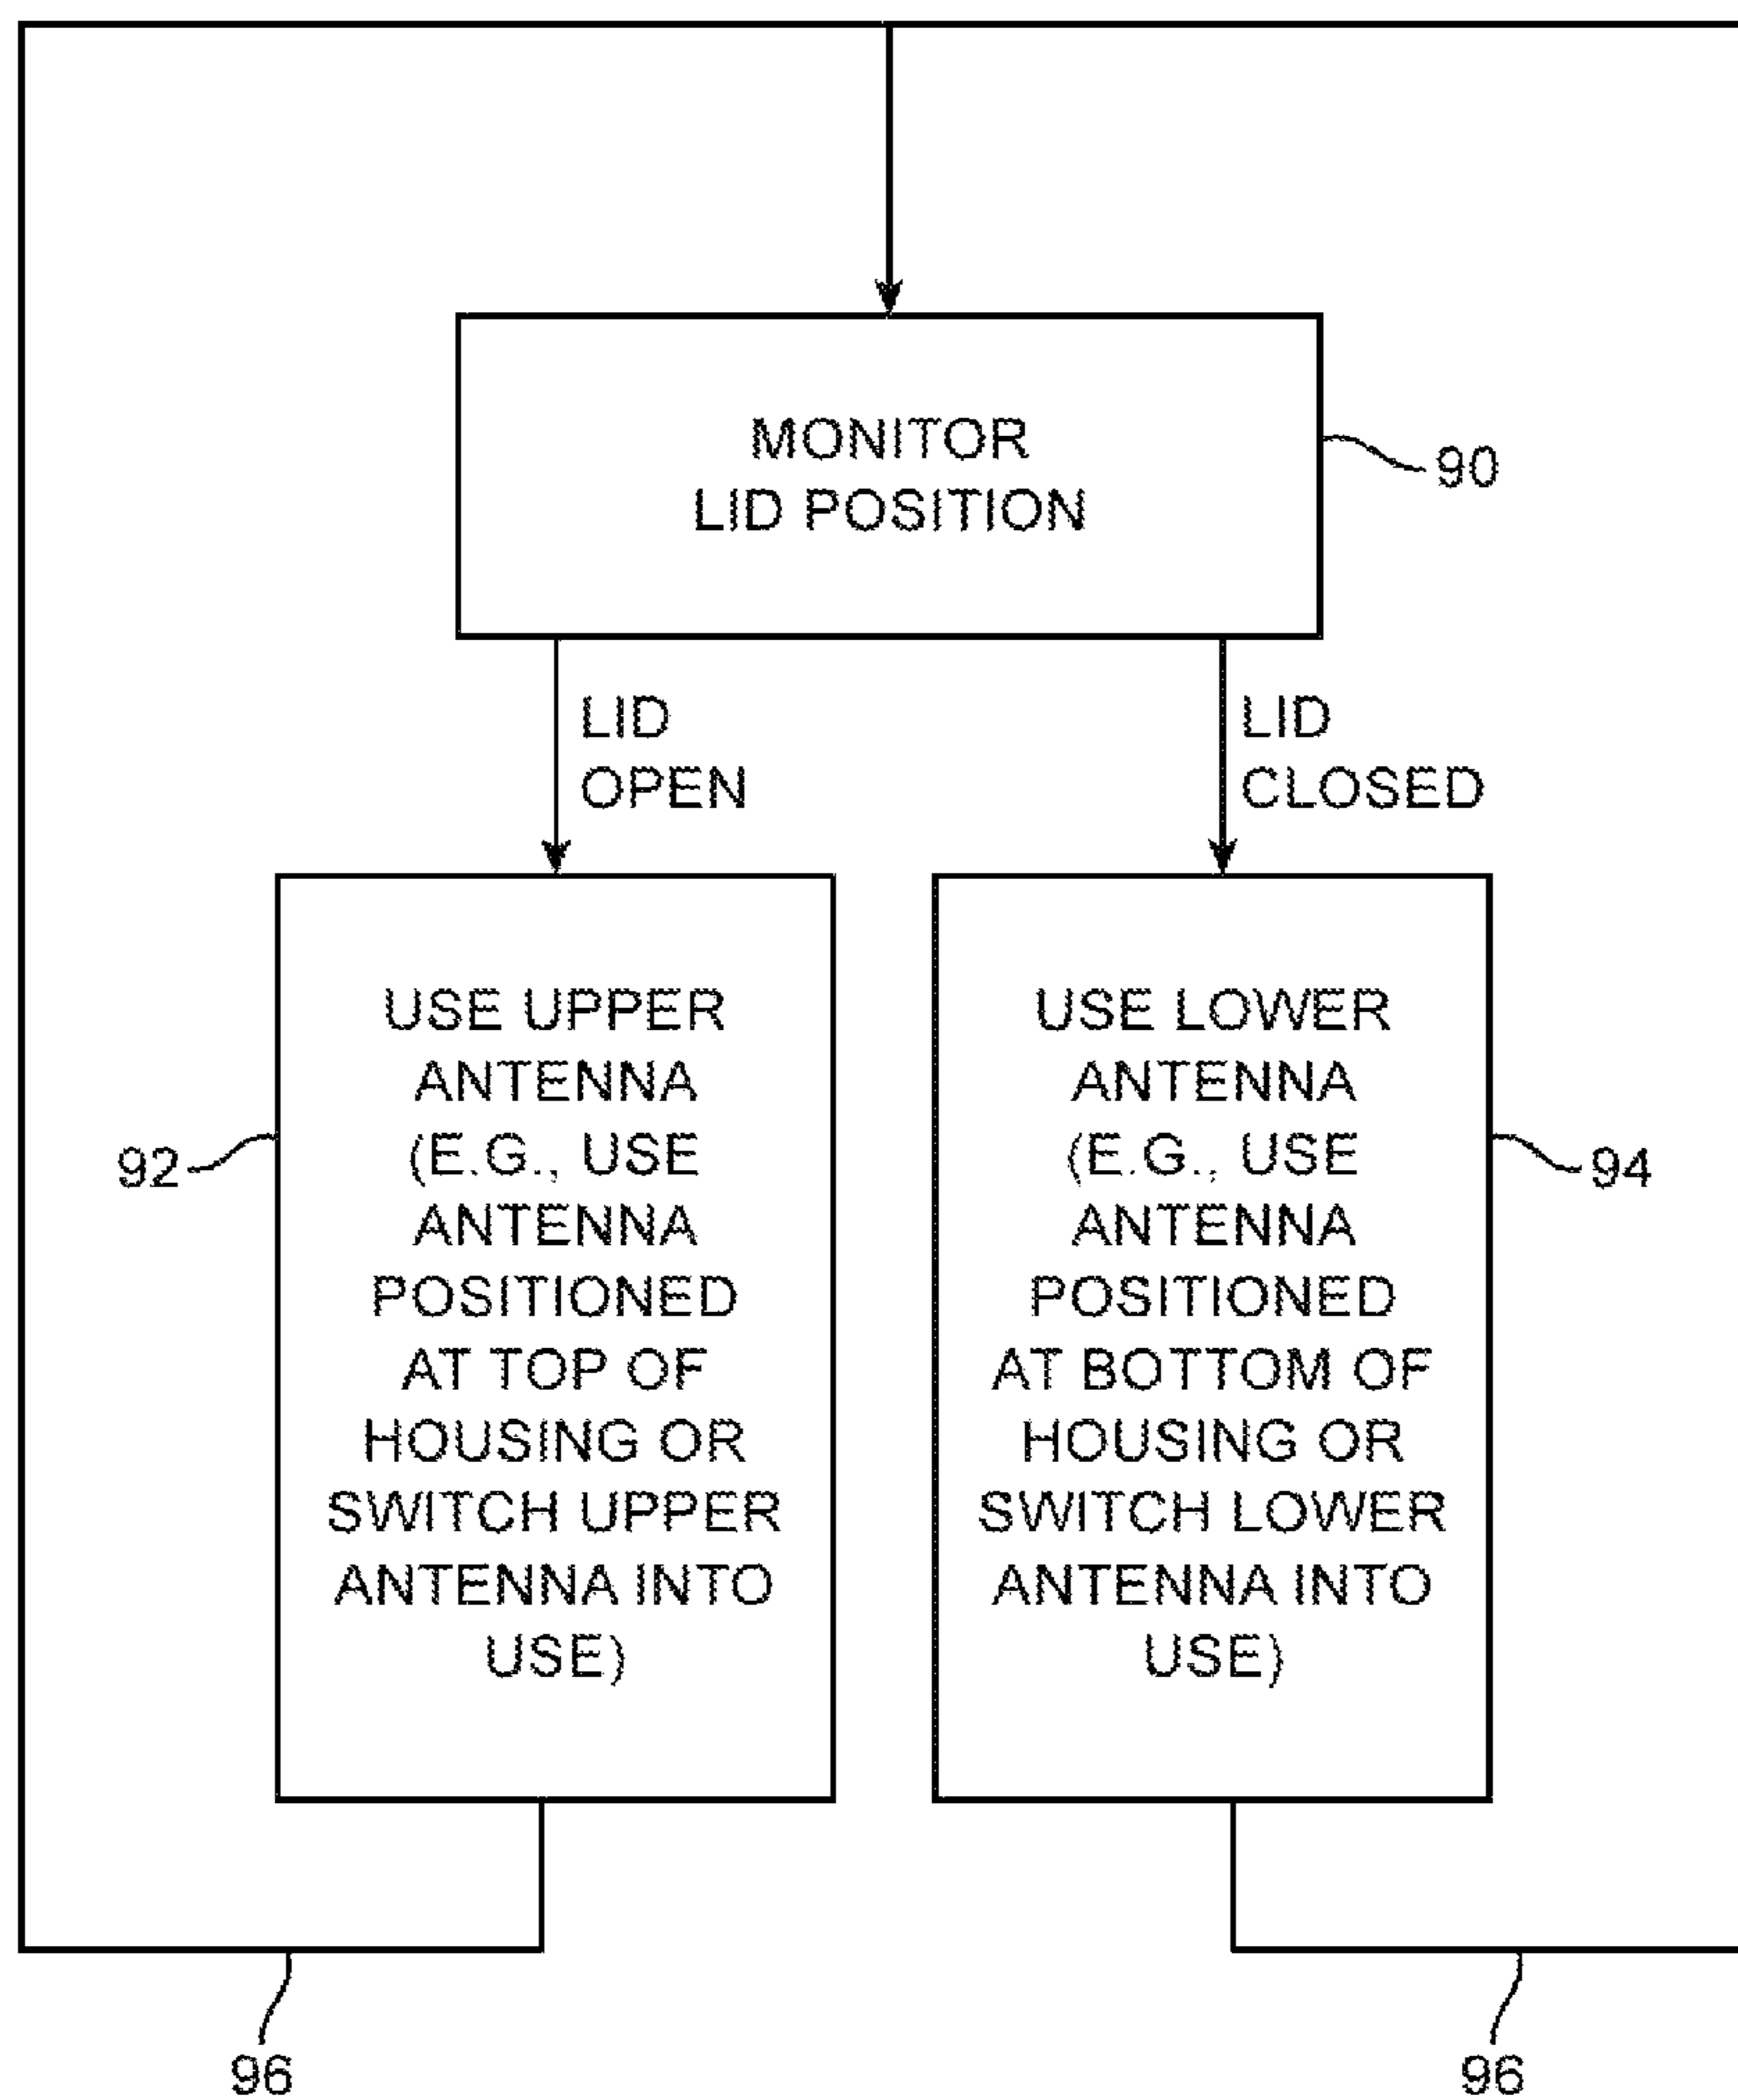 MONITOR
LID POSITION
90
LID
OPEN
LID
CLOSED
USE UPPER
ANTENNA
(E.G., USE
ANTENNA
POSITIONED
AT TOP OF
HOUSING OR
SWITCH UPPER
ANTENNA INTO
USE)
92
USE LOWER
ANTENNA
(E.G., USE
ANTENNA
POSITIONED
AT BOTTOM OF
HOUSING OR
SWITCH LOWER
ANTENNA INTO
USE)
94
96
96